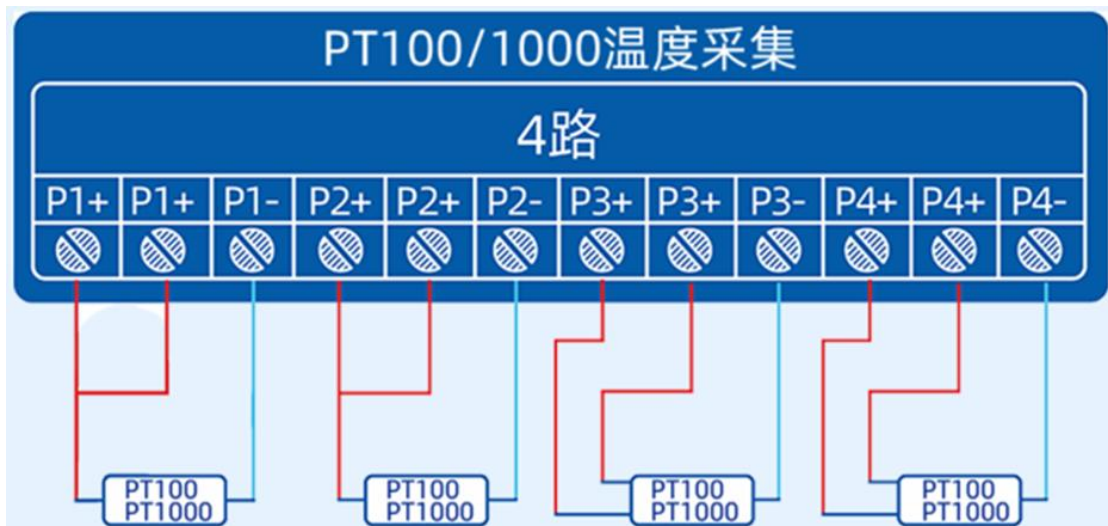 PT100/1000温度采集
4路
P1+ P1+ P1- P2+ P2+ P2- P3+ P3+ P3- P4+ P4+ P4-
PT100 PT100 PT100 PT100
PT1000 PT1000 PT1000 PT1000